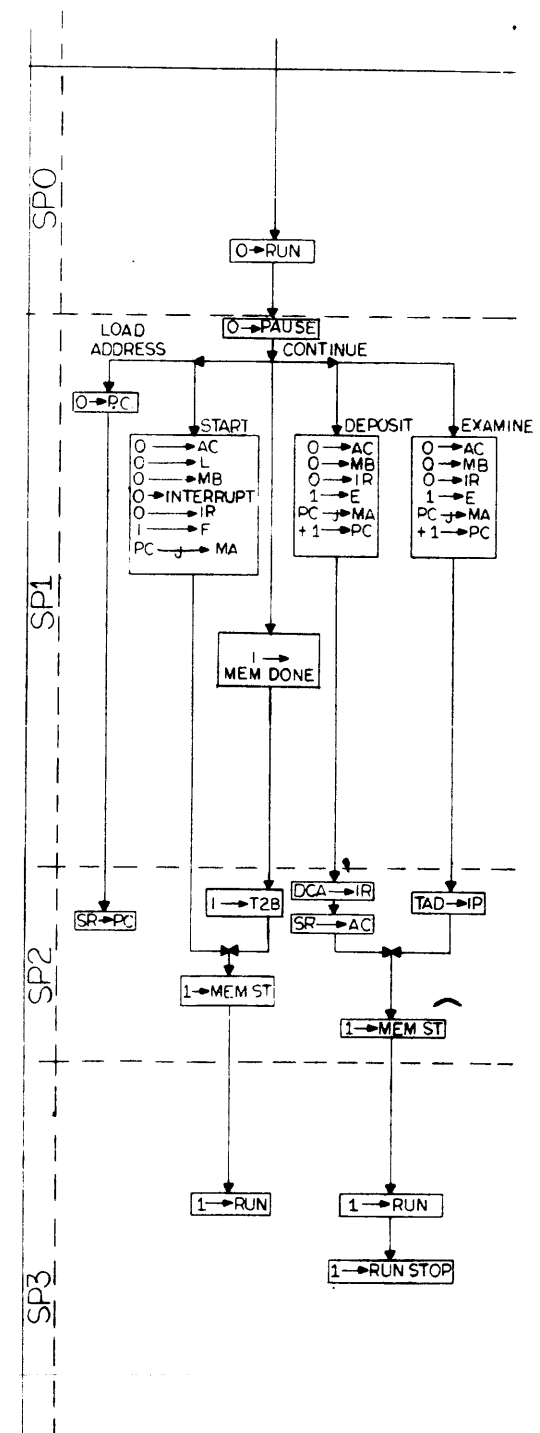 SP0
0→RUN
0→PAUSE
LOAD
ADDRESS
CONTINUE
0→P.C.
START
0→AC
0→L
0→MB
0→INTERRUPT
0→IR
1→F
PC-j→MA
DEPOSIT
0→AC
0→MB
0→IR
1→E
PC-j→MA
+1→PC
EXAMINE
0→AC
0→MB
0→IR
1→E
PC-j→MA
+1→PC
SP1
1→
MEM DONE
SP2
SR→PC
1→T2B
DCA→IR
SR→AC
TAD→IP
1→MEM ST
1→MEM ST
SP3
1→RUN
1→RUN
1→RUN STOP